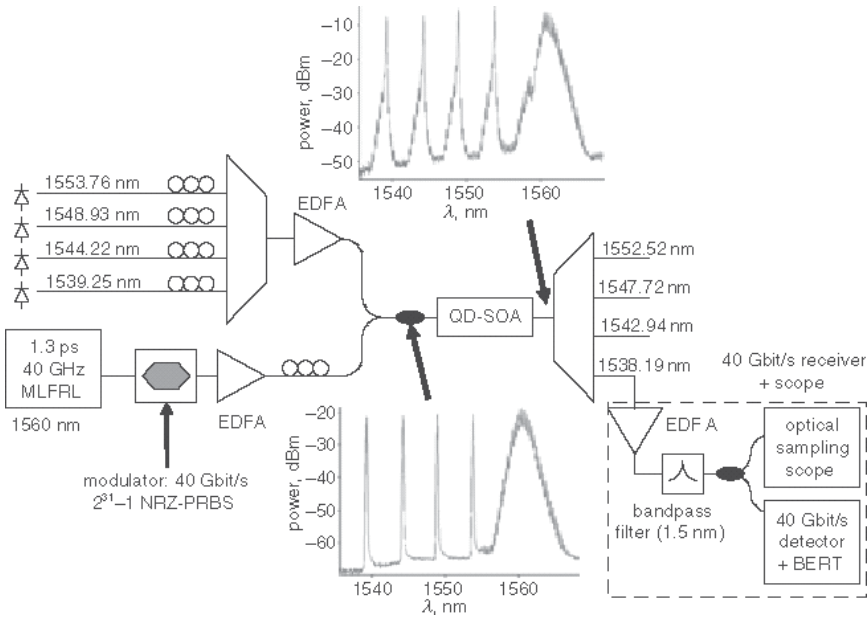 −10
−20
−30
−40
−50
power, dBm
1540
1550
1560
λ, nm
1553.76 nm
1548.93 nm
1544.22 nm
1539.25 nm
EDFA
1.3 ps
40 GHz
MLFRL
1560 nm
EDFA
modulator: 40 Gbit/s
2³¹−1 NRZ-PRBS
QD-SOA
1552.52 nm
1547.72 nm
1542.94 nm
1538.19 nm
−20
−30
−40
−50
−60
power, dBm
1540
1550
1560
λ, nm
40 Gbit/s receiver
+ scope
EDFA
bandpass
filter (1.5 nm)
optical
sampling
scope
40 Gbit/s
detector
+ BERT